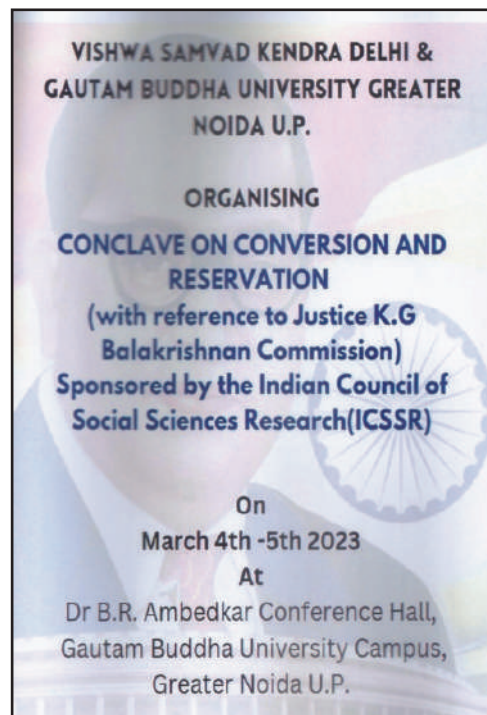 VISHWA SAMVAD KENDRA DELHI &
GAUTAM BUDDHA UNIVERSITY GREATER
NOIDA U.P.
ORGANISING
CONCLAVE ON CONVERSION AND
RESERVATION
(with reference to Justice K.G
Balakrishnan Commission)
Sponsored by the Indian Council of
Social Sciences Research(ICSSR)
On
March 4th -5th 2023
At
Dr B.R. Ambedkar Conference Hall,
Gautam Buddha University Campus,
Greater Noida U.P.